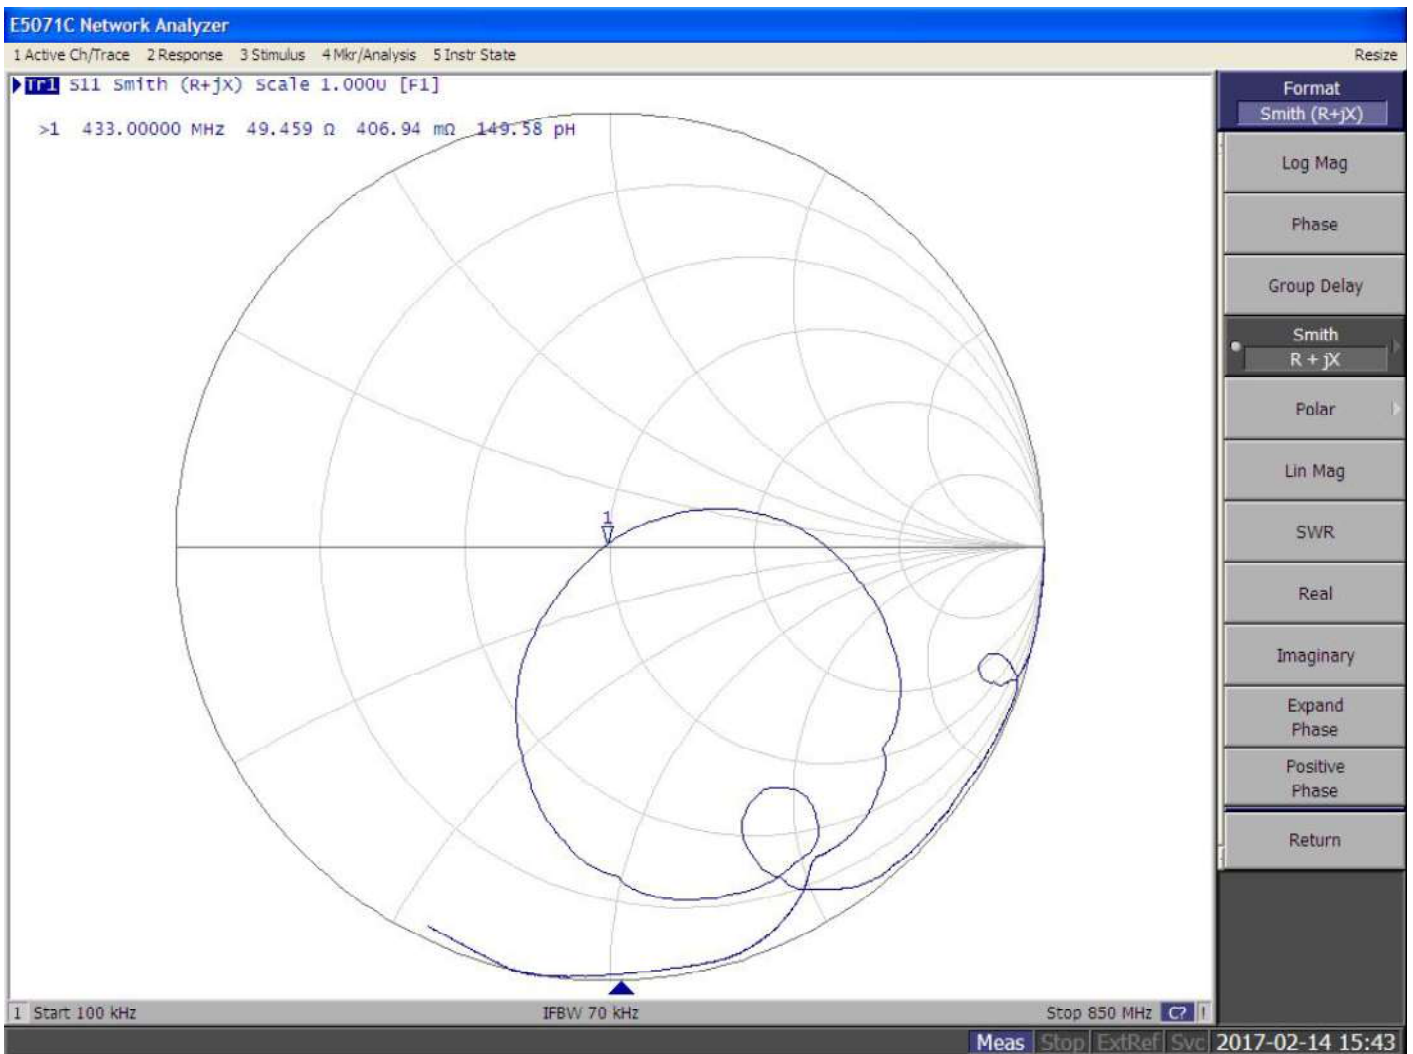 E5071C Network Analyzer
1 Active Ch/Trace 2 Response 3 Stimulus 4 Mkr/Analysis 5 Instr State Resize
Tr1 S11 Smith (R+jX) Scale 1.000U [F1]
>1 433.00000 MHz 49.459 Ω 406.94 mΩ 149.58 pH
1
Format
Smith (R+jX)
Log Mag
Phase
Group Delay
Smith
R + jX
Polar
Lin Mag
SWR
Real
Imaginary
Expand
Phase
Positive
Phase
Return
1 Start 100 kHz IFBW 70 kHz Stop 850 MHz C? !
Meas Stop ExtRef Svc 2017-02-14 15:43